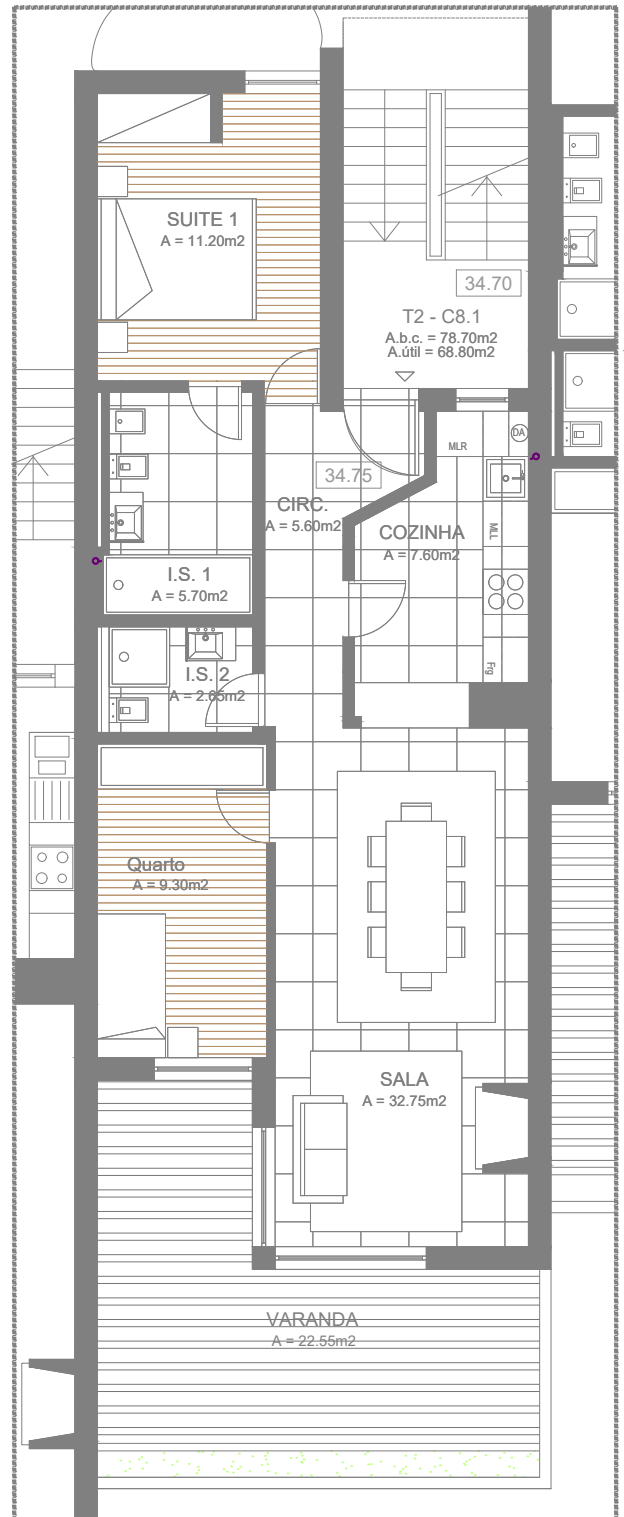 SUITE 1
A = 11.20m2
34.70
T2 - C8.1
A.b.c. = 78.70m2
A.útil = 68.80m2
DA
MLR
34.75
CIRC.
A = 5.60m2
COZINHA
A = 7.60m2
MLL
I.S. 1
A = 5.70m2
Frg
I.S. 2
A = 2.65m2
Quarto
A = 9.30m2
SALA
A = 32.75m2
VARANDA
A = 22.55m2